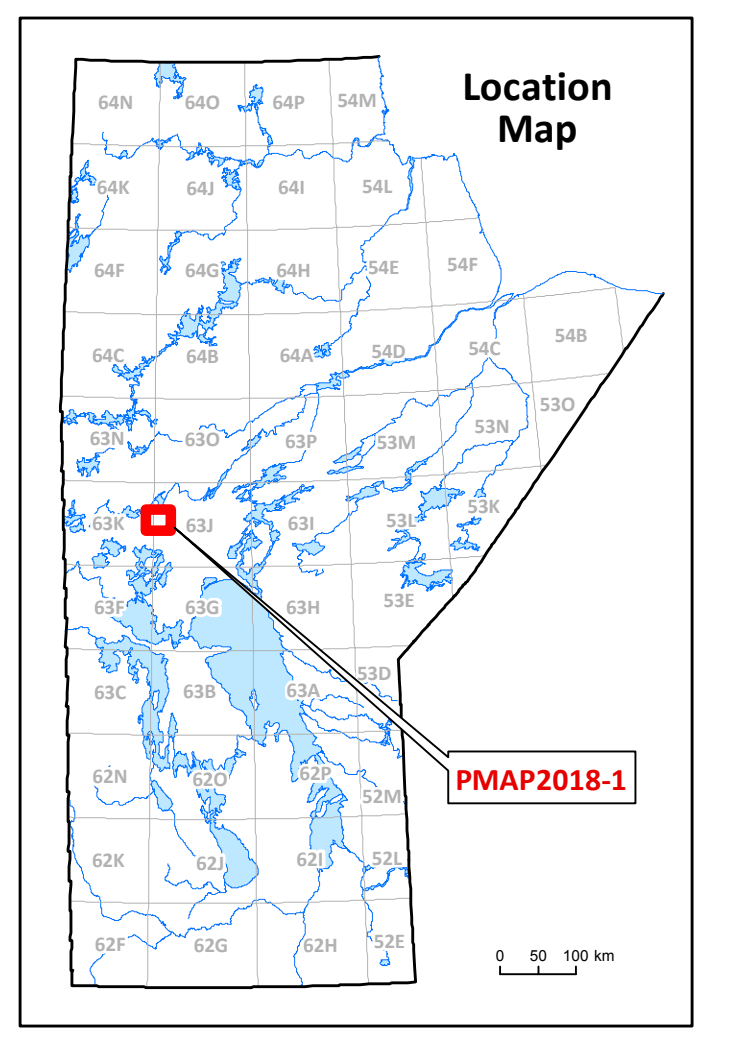 Location
Map
64N 64O 64P 54M
64K 64J 64I 54L
64F 64G 64H 54E 54F
64C 64B 64A 54D 54C 54B
63N 63O 63P 53M 53N 53O
63K 63J 63I 53L 53K
63F 63G 63H 53E
63C 63B 63A 53D
62N 62O 62P 52M
PMAP2018-1
62K 62J 62I 52L
62F 62G 62H 52E
0 50 100 km